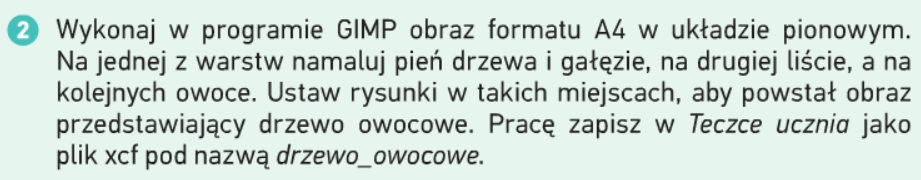 2 Wykonaj w programie GIMP obraz formatu A4 w układzie pionowym.
Na jednej z warstw namaluj pień drzewa i gałęzie, na drugiej liście, a na
kolejnych owoce. Ustaw rysunki w takich miejscach, aby powstał obraz
przedstawiający drzewo owocowe. Pracę zapisz w Teczce ucznia jako
plik xcf pod nazwą drzewo_owocowe.